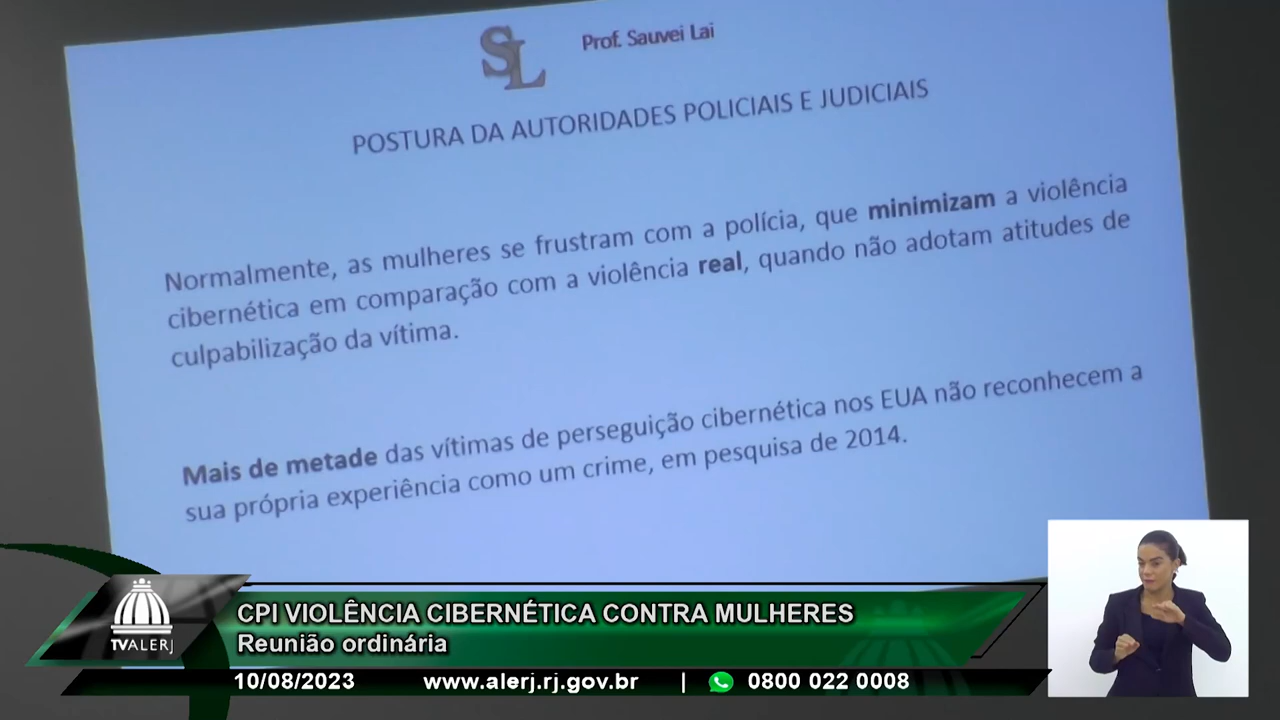 SL
Prof. Sauvei Lai
POSTURA DA AUTORIDADES POLICIAIS E JUDICIAIS
Normalmente, as mulheres se frustram com a polícia, que minimizam a violência
cibernética em comparação com a violência real, quando não adotam atitudes de
culpabilização da vítima.
Mais de metade das vítimas de perseguição cibernética nos EUA não reconhecem a
sua própria experiência como um crime, em pesquisa de 2014.
CPI VIOLÊNCIA CIBERNÉTICA CONTRA MULHERES
TVALERJ
Reunião ordinária
10/08/2023 www.alerj.rj.gov.br | 0800 022 0008